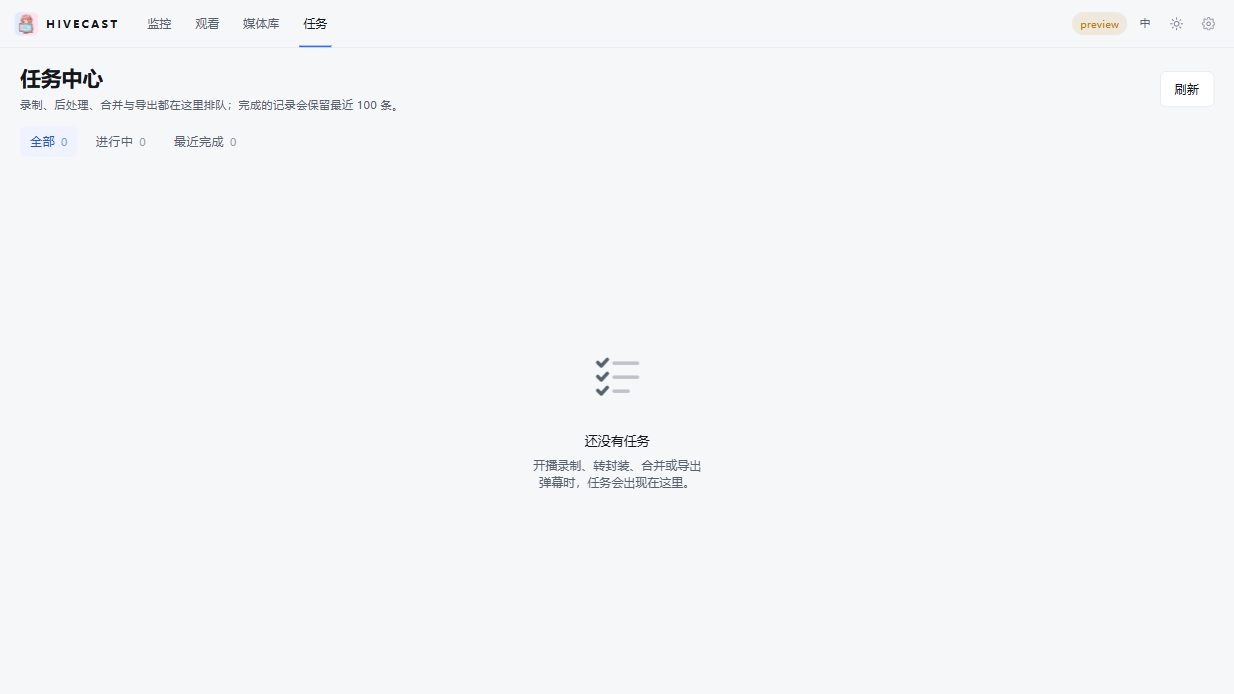 HIVECAST 监控 观看 媒体库 任务 preview 中
任务中心
刷新
录制、后处理、合并与导出都在这里排队；完成的记录会保留最近 100 条。
全部 0 进行中 0 最近完成 0
还没有任务
开播录制、转封装、合并或导出
弹幕时，任务会出现在这里。